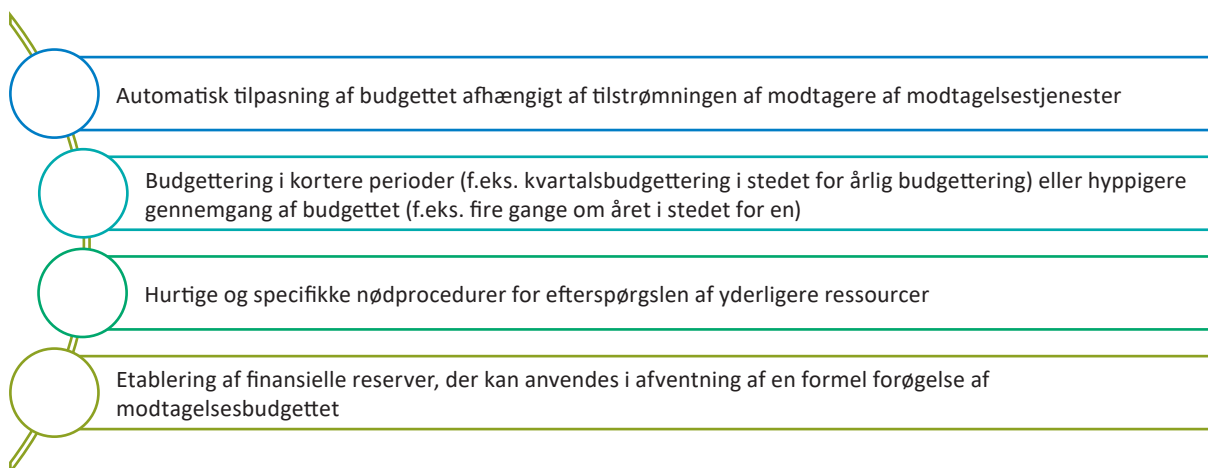 Automatisk tilpasning af budgettet afhængigt af tilstrømningen af modtagere af modtagelsestjenester
Budgettering i kortere perioder (f.eks. kvartalsbudgettering i stedet for årlig budgettering) eller hyppigere
gennemgang af budgettet (f.eks. fire gange om året i stedet for en)
Hurtige og specifikke nødprocedurer for efterspørgslen af yderligere ressourcer
Etablering af finansielle reserver, der kan anvendes i afventning af en formel forøgelse af
modtagelsesbudgettet